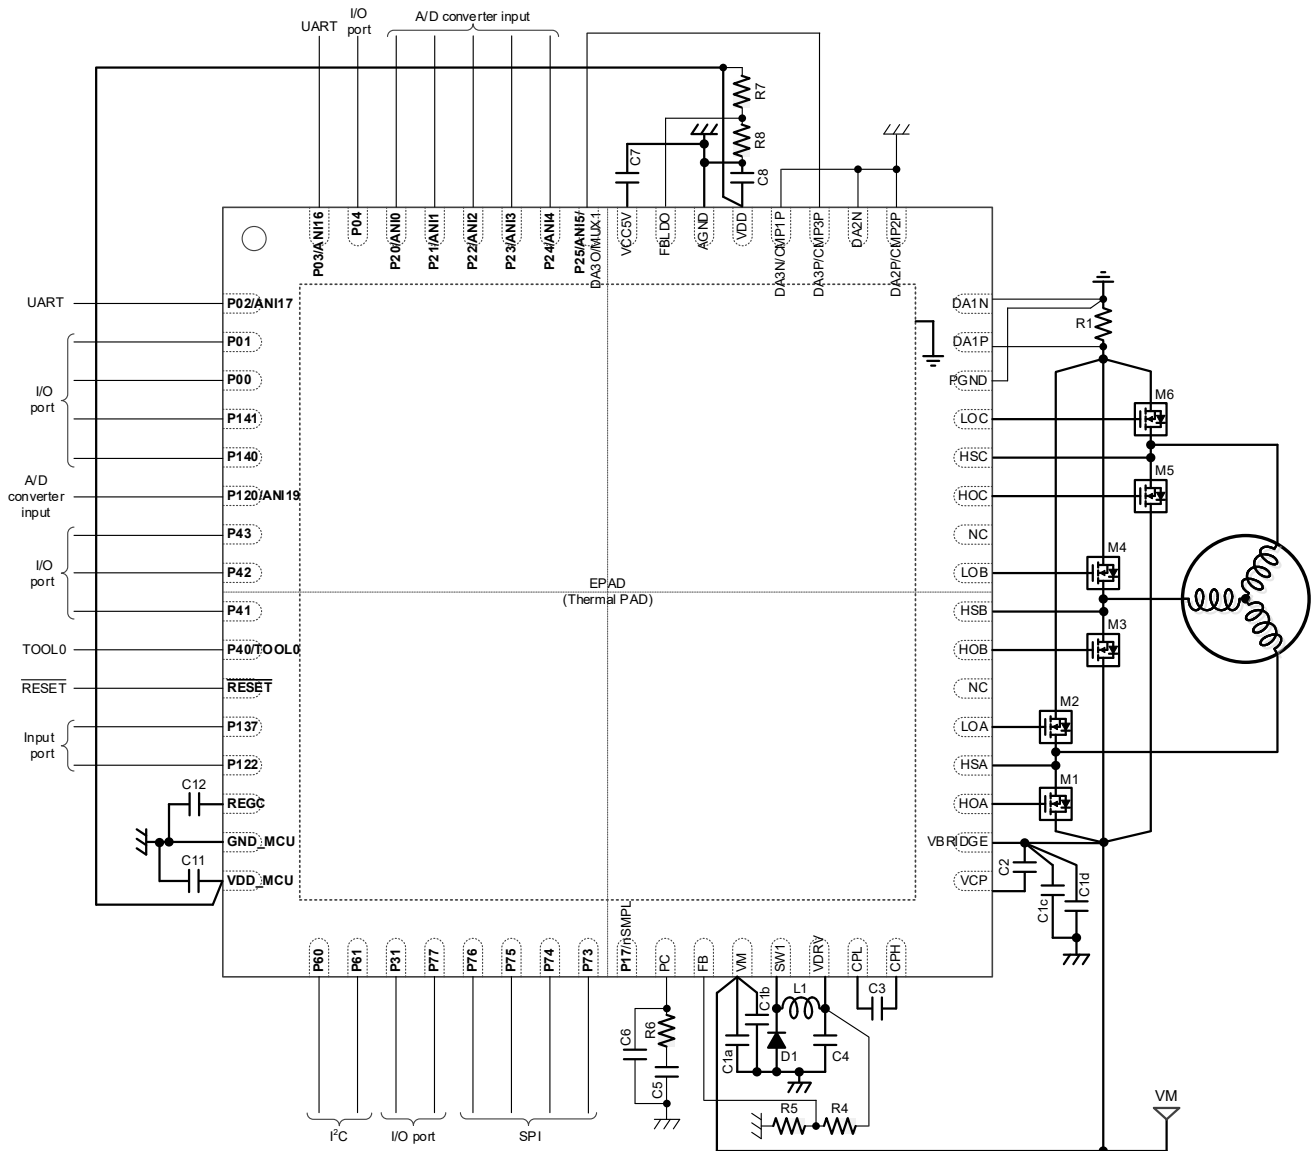 UART
I/O
port
A/D converter input
R7
R8
C7
C8
P03/ANI16
P04
P20/ANI0
P21/ANI1
P22/ANI2
P23/ANI3
P24/ANI4
P25/ANI5/
DA3O/MUX1
VCC5V
FBLDO
AGND
VDD
DA3N/CMP1P
DA3P/CMP3P
DA2N
DA2P/CMP2P
UART
P02/ANI17
P01
P00
I/O
port
P141
P140
A/D
converter
input
P120/ANI19
P43
I/O
port
P42
P41
TOOL0
P40/TOOL0
RESET
RESET
Input
port
P137
P122
C12
REGC
GND_MCU
C11
VDD_MCU
EPAD
(Thermal PAD)
DA1N
R1
DA1P
PGND
M6
LOC
HSC
M5
HOC
NC
M4
LOB
HSB
M3
HOB
NC
M2
LOA
HSA
M1
HOA
VBRIDGE
VCP
C2
C1c
C1d
P60
P61
P31
P77
P76
P75
P74
P73
P17/nSMPL
PC
FB
VM
SW1
VDRV
CPL
CPH
C6
R6
C5
C1a
C1b
L1
D1
C4
C3
R5
R4
VM
I²C
I/O port
SPI